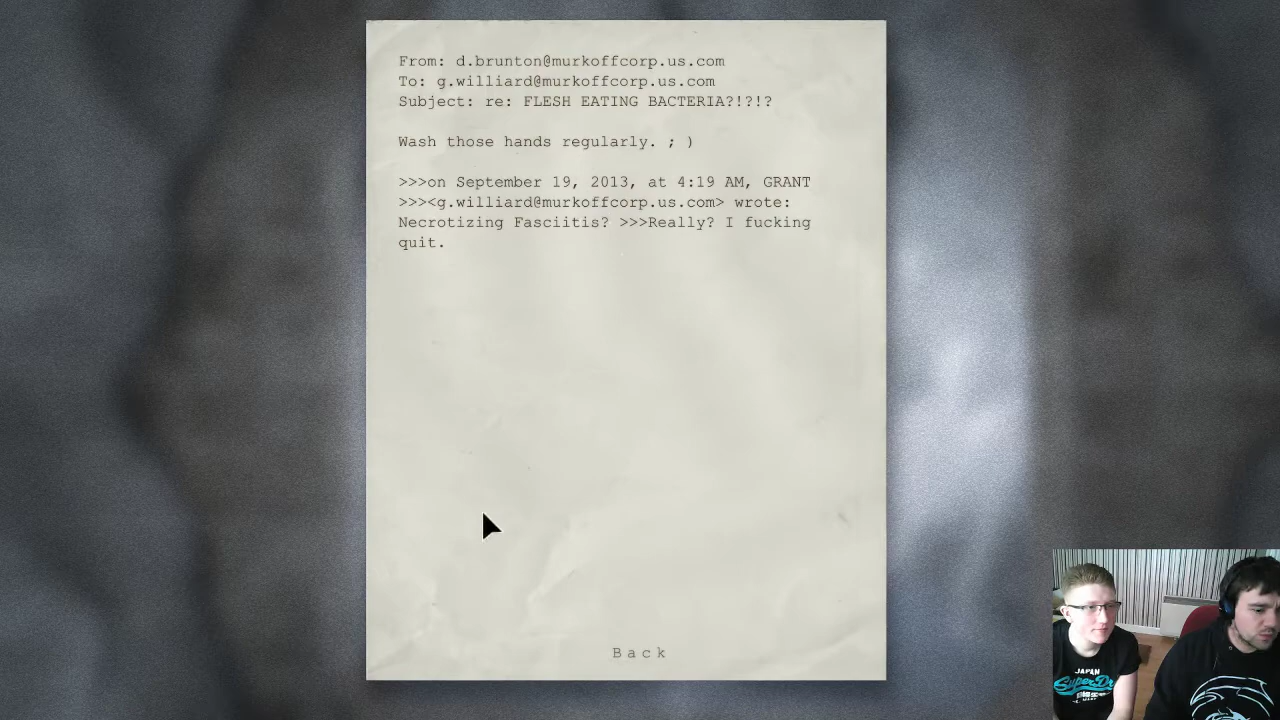 From: d.brunton@murkoffcorp.us.com
To: g.williard@murkoffcorp.us.com
Subject: re: FLESH EATING BACTERIA?!?!?
Wash those hands regularly. ; )
>>>on September 19, 2013, at 4:19 AM, GRANT
>>><g.williard@murkoffcorp.us.com> wrote:
Necrotizing Fasciitis? >>>Really? I fucking
quit.
Back
JAPAN